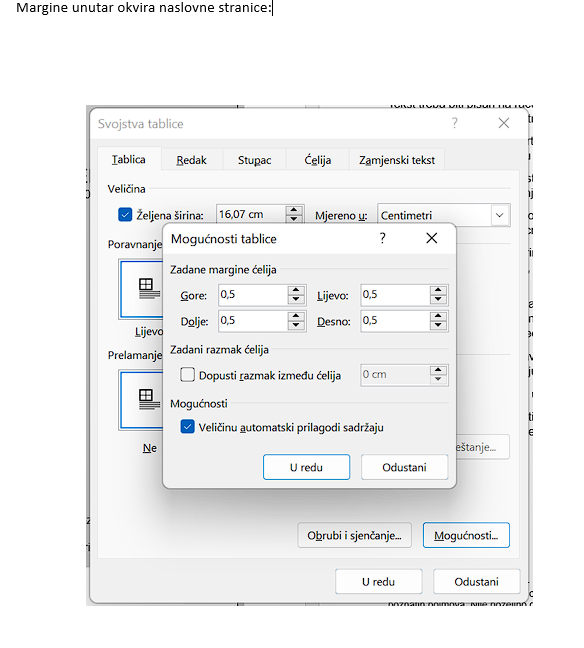 Margine unutar okvira naslovne stranice:
Svojstva tablice
?
Tablica Redak Stupac Ćelija Zamjenski tekst
Veličina
Željena širina: 16,07 cm Mjereno u: Centimetri
Poravnanje
Lijevo
Prelamanje
Ne
Mogućnosti tablice ?
Zadane margine ćelija
Gore: 0,5 Lijevo: 0,5
Dolje: 0,5 Desno: 0,5
Zadani razmak ćelija
Dopusti razmak između ćelija 0 cm
Mogućnosti
Veličinu automatski prilagodi sadržaju
U redu Odustani
eštanje...
Obrubi i sjenčanje... Mogućnosti...
U redu Odustani